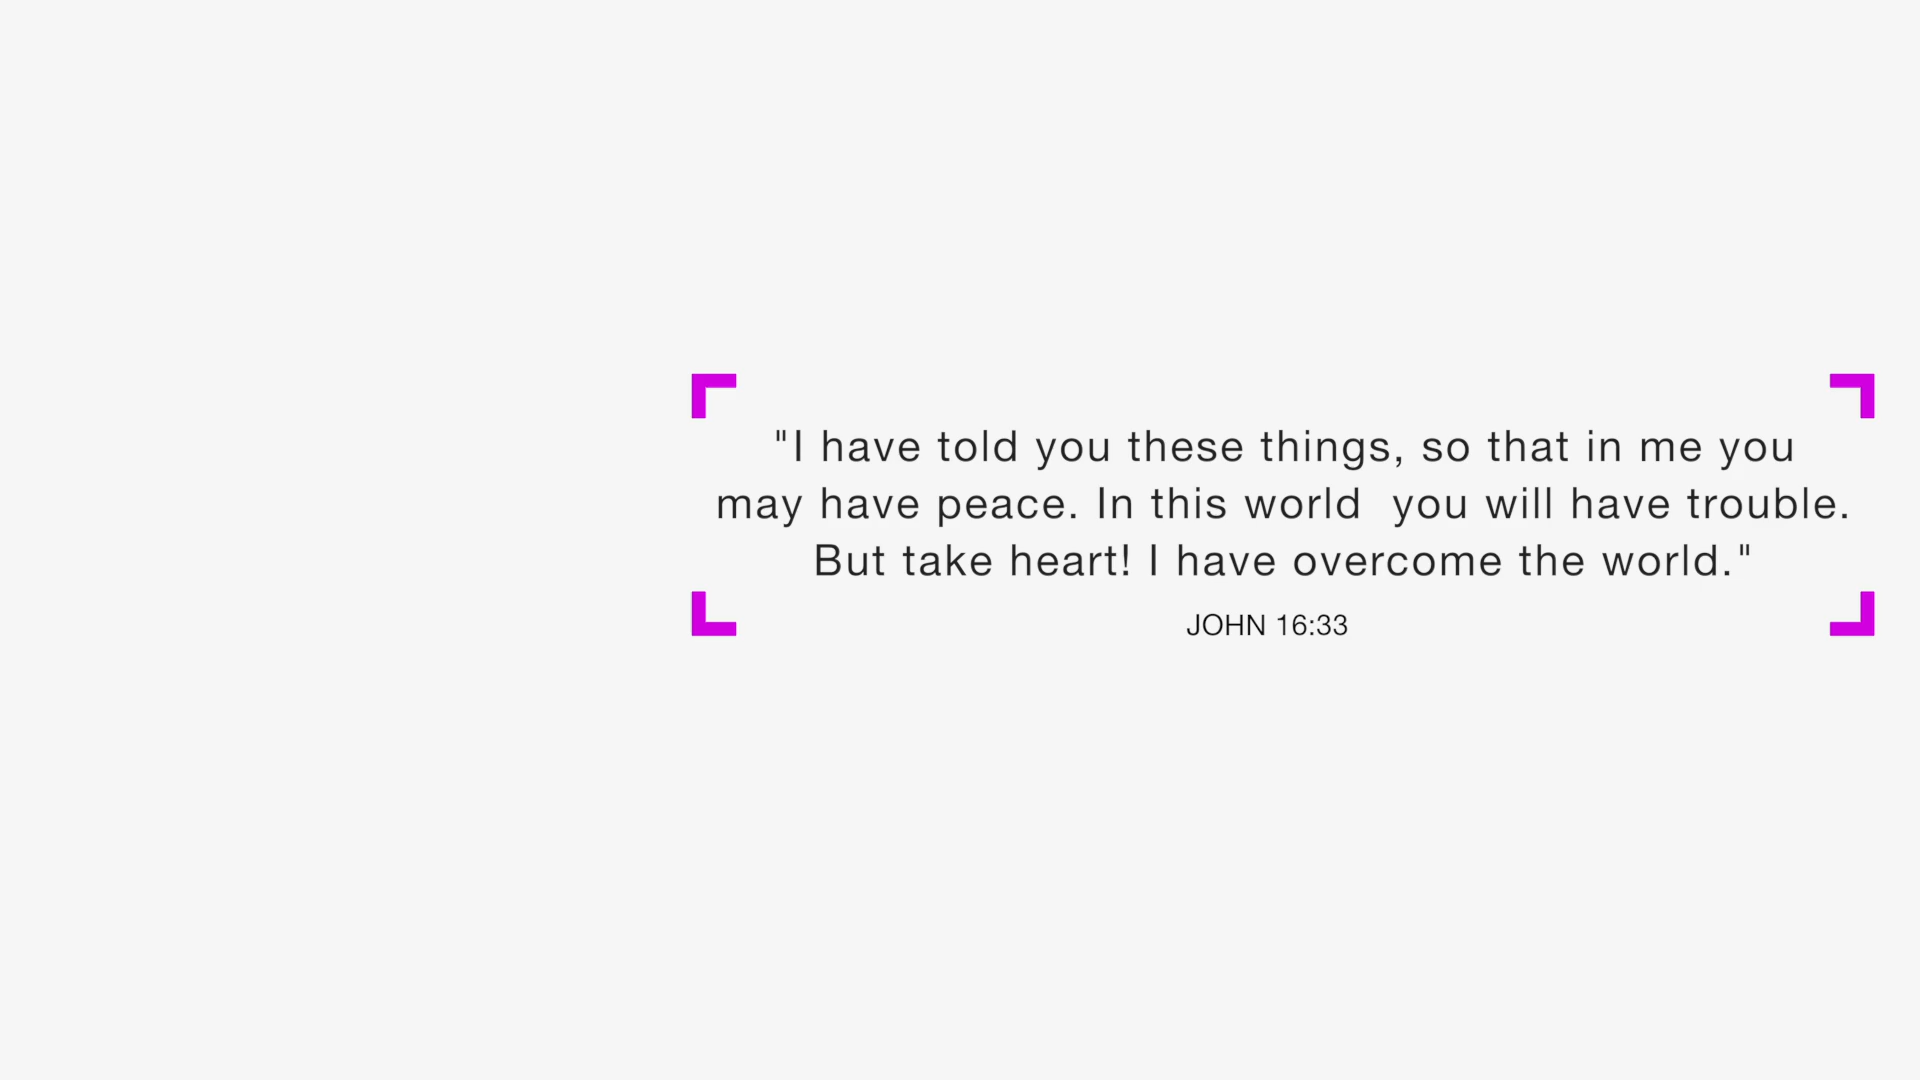 "I have told you these things, so that in me you
may have peace. In this world  you will have trouble.
But take heart! I have overcome the world."
JOHN 16:33